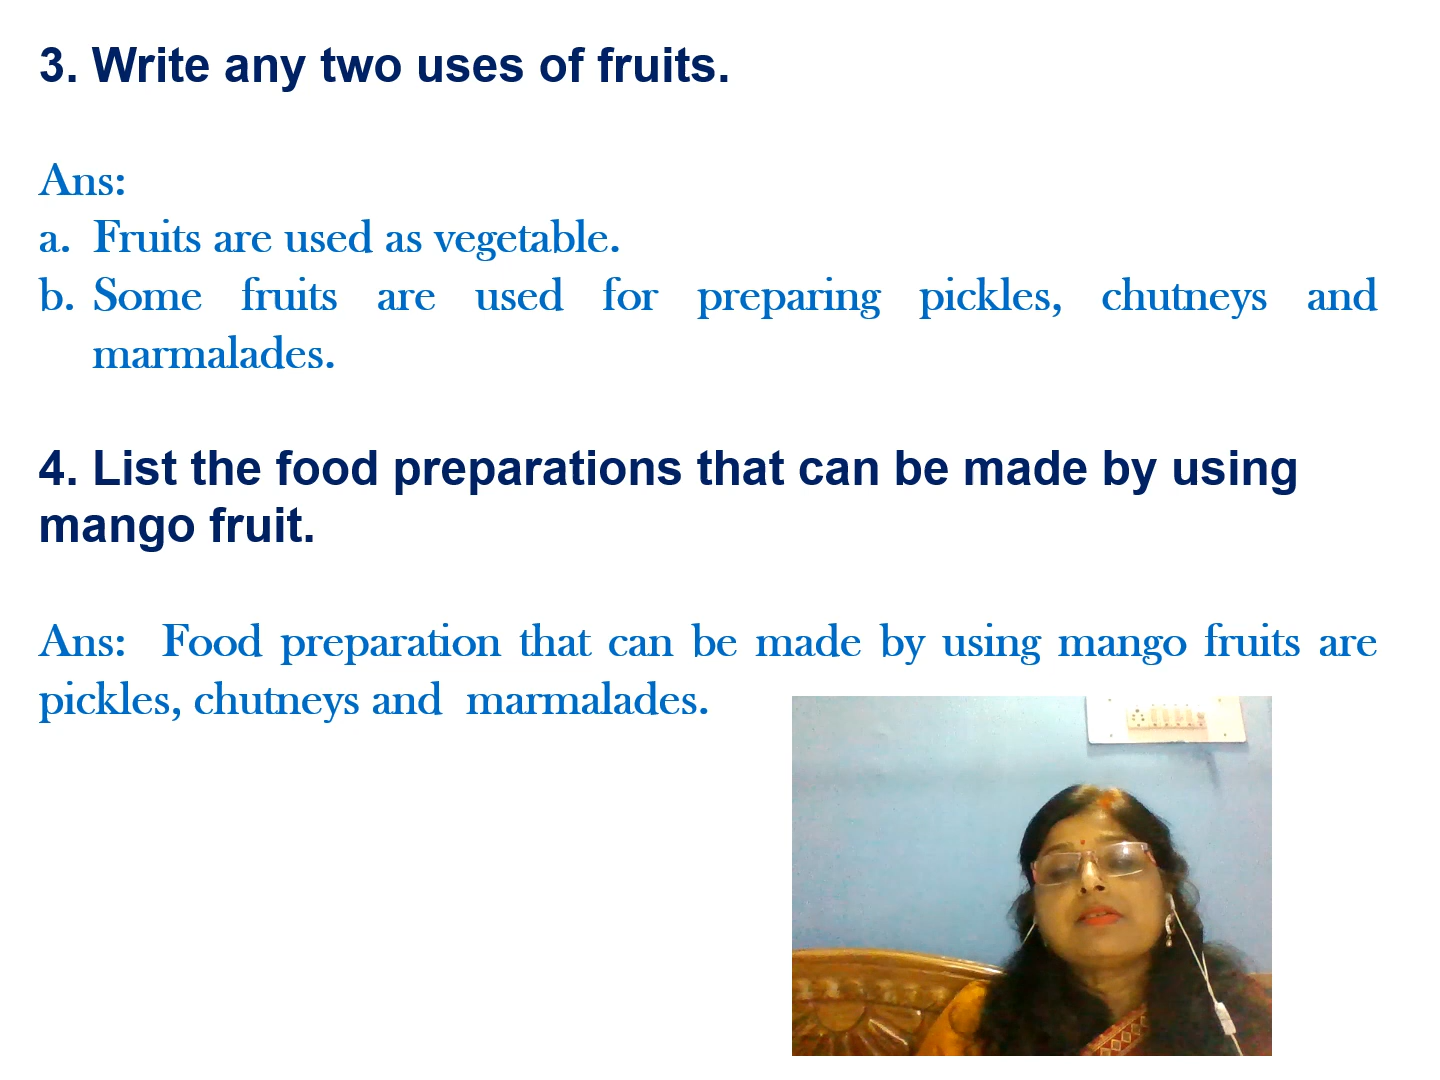 3. Write any two uses of fruits.
Ans:
a. Fruits are used as vegetable.
b. Some fruits are used for preparing pickles, chutneys and
marmalades.
4. List the food preparations that can be made by using
mango fruit.
Ans: Food preparation that can be made by using mango fruits are
pickles, chutneys and marmalades.